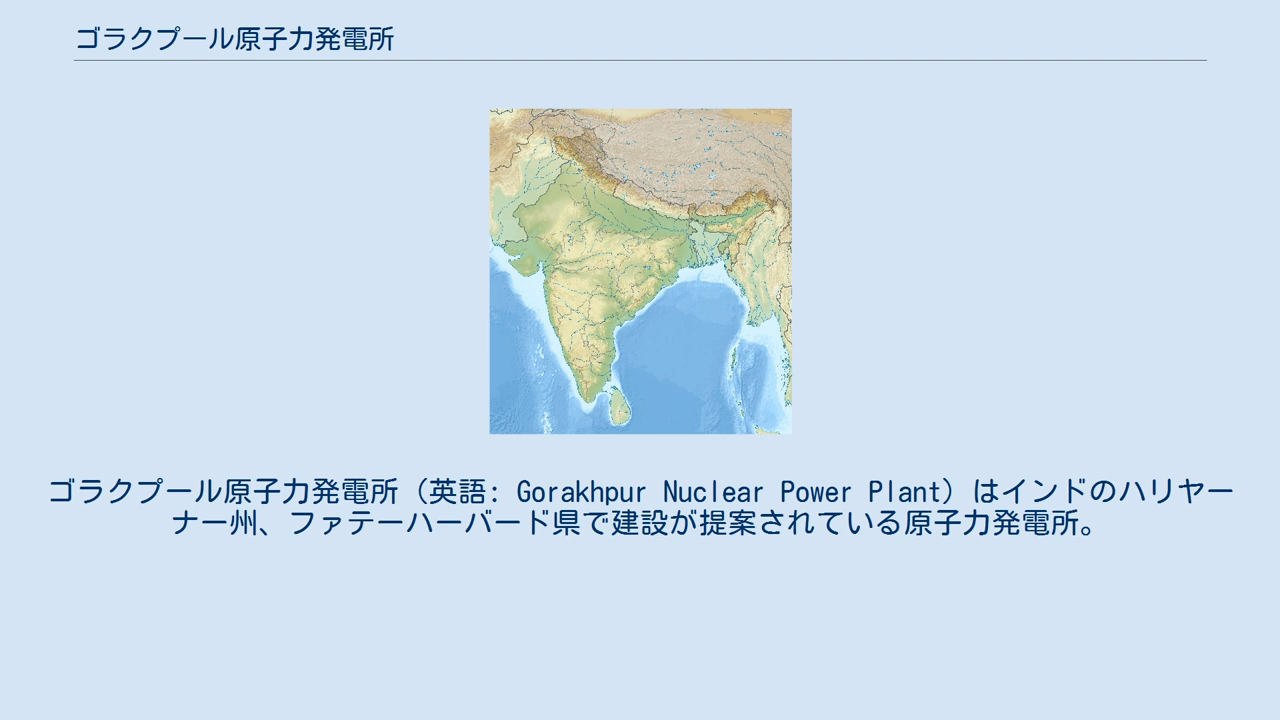 ゴラクプール原子力発電所
ゴラクプール原子力発電所（英語: Gorakhpur Nuclear Power Plant）はインドのハリヤー
ナー州、ファテーハーバード県で建設が提案されている原子力発電所。